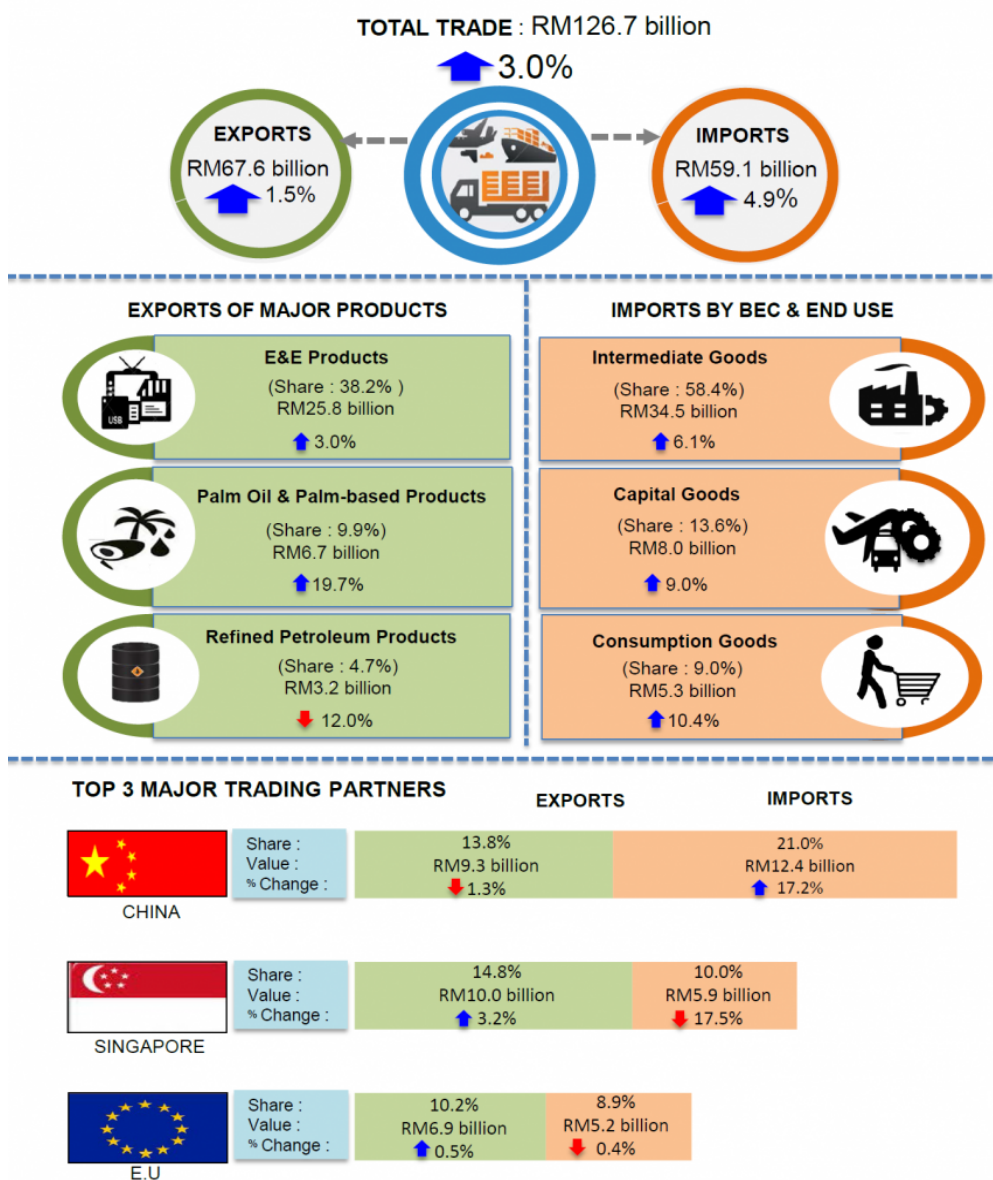 TOTAL TRADE : RM126.7 billion
3.0%
EXPORTS
RM67.6 billion
1.5%
IMPORTS
RM59.1 billion
4.9%
EXPORTS OF MAJOR PRODUCTS
E&E Products
(Share : 38.2% )
RM25.8 billion
3.0%
USB
Palm Oil & Palm-based Products
(Share : 9.9%)
RM6.7 billion
19.7%
Refined Petroleum Products
(Share : 4.7%)
RM3.2 billion
12.0%
IMPORTS BY BEC & END USE
Intermediate Goods
(Share : 58.4%)
RM34.5 billion
6.1%
Capital Goods
(Share : 13.6%)
RM8.0 billion
9.0%
Consumption Goods
(Share : 9.0%)
RM5.3 billion
10.4%
TOP 3 MAJOR TRADING PARTNERS
EXPORTS
IMPORTS
CHINA
Share :
Value :
% Change :
13.8%
RM9.3 billion
1.3%
21.0%
RM12.4 billion
17.2%
SINGAPORE
Share :
Value :
% Change :
14.8%
RM10.0 billion
3.2%
10.0%
RM5.9 billion
17.5%
E.U
Share :
Value :
% Change :
10.2%
RM6.9 billion
0.5%
8.9%
RM5.2 billion
0.4%